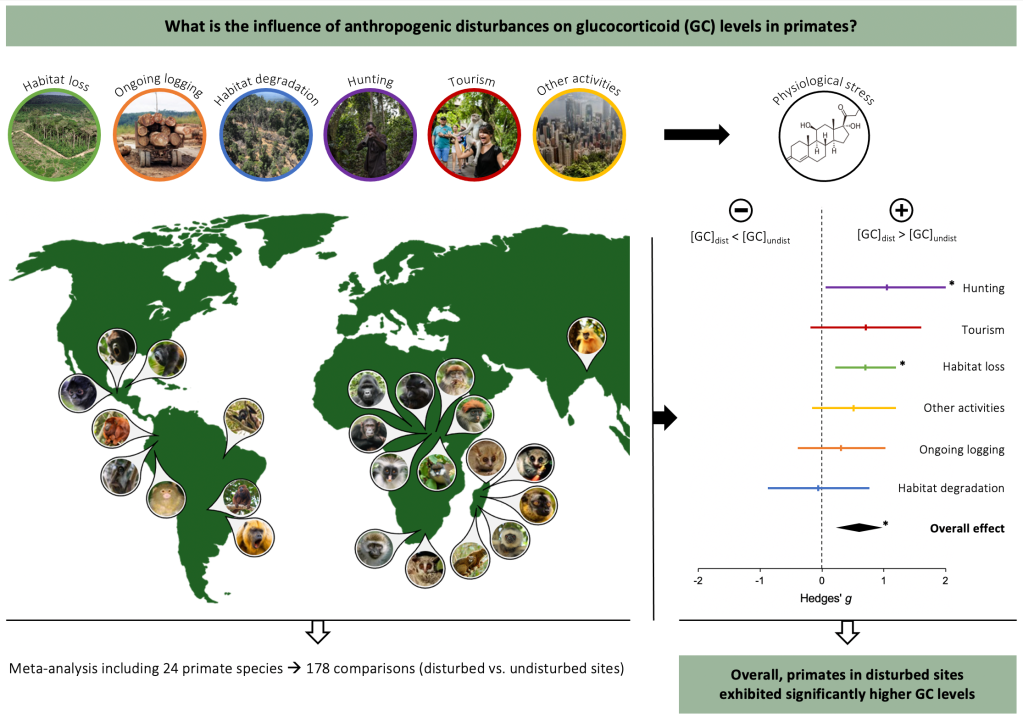 What is the influence of anthropogenic disturbances on glucocorticoid (GC) levels in primates?
Habitat loss
Ongoing logging
Habitat degradation
Hunting
Tourism
Other activities
Physiological stress
O
OH
HO
OH
H
H
H
O
[GC]dist < [GC]undist
[GC]dist > [GC]undist
* Hunting
Tourism
* Habitat loss
Other activities
Ongoing logging
Habitat degradation
* Overall effect
-2 -1 0 1 2
Hedges' g
Meta-analysis including 24 primate species → 178 comparisons (disturbed vs. undisturbed sites)
Overall, primates in disturbed sites
exhibited significantly higher GC levels